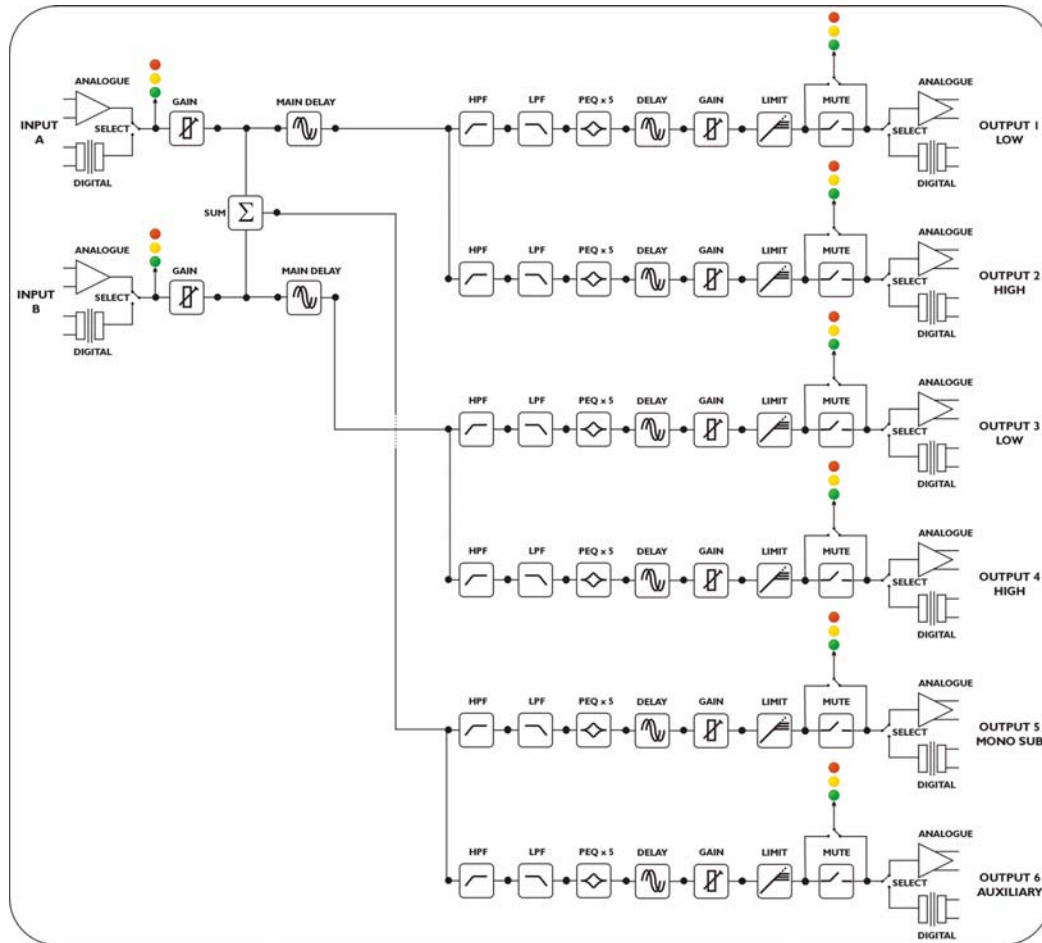 ANALOGUE
INPUT
A
SELECT
DIGITAL
GAIN
MAIN DELAY
SUM
Σ
ANALOGUE
INPUT
B
SELECT
DIGITAL
GAIN
MAIN DELAY
HPF LPF PEQ x 5 DELAY GAIN LIMIT MUTE
SELECT
ANALOGUE
DIGITAL
OUTPUT 1
LOW
HPF LPF PEQ x 5 DELAY GAIN LIMIT MUTE
SELECT
ANALOGUE
DIGITAL
OUTPUT 2
HIGH
HPF LPF PEQ x 5 DELAY GAIN LIMIT MUTE
SELECT
ANALOGUE
DIGITAL
OUTPUT 3
LOW
HPF LPF PEQ x 5 DELAY GAIN LIMIT MUTE
SELECT
ANALOGUE
DIGITAL
OUTPUT 4
HIGH
HPF LPF PEQ x 5 DELAY GAIN LIMIT MUTE
SELECT
ANALOGUE
DIGITAL
OUTPUT 5
MONO SUB
HPF LPF PEQ x 5 DELAY GAIN LIMIT MUTE
SELECT
ANALOGUE
DIGITAL
OUTPUT 6
AUXILIARY